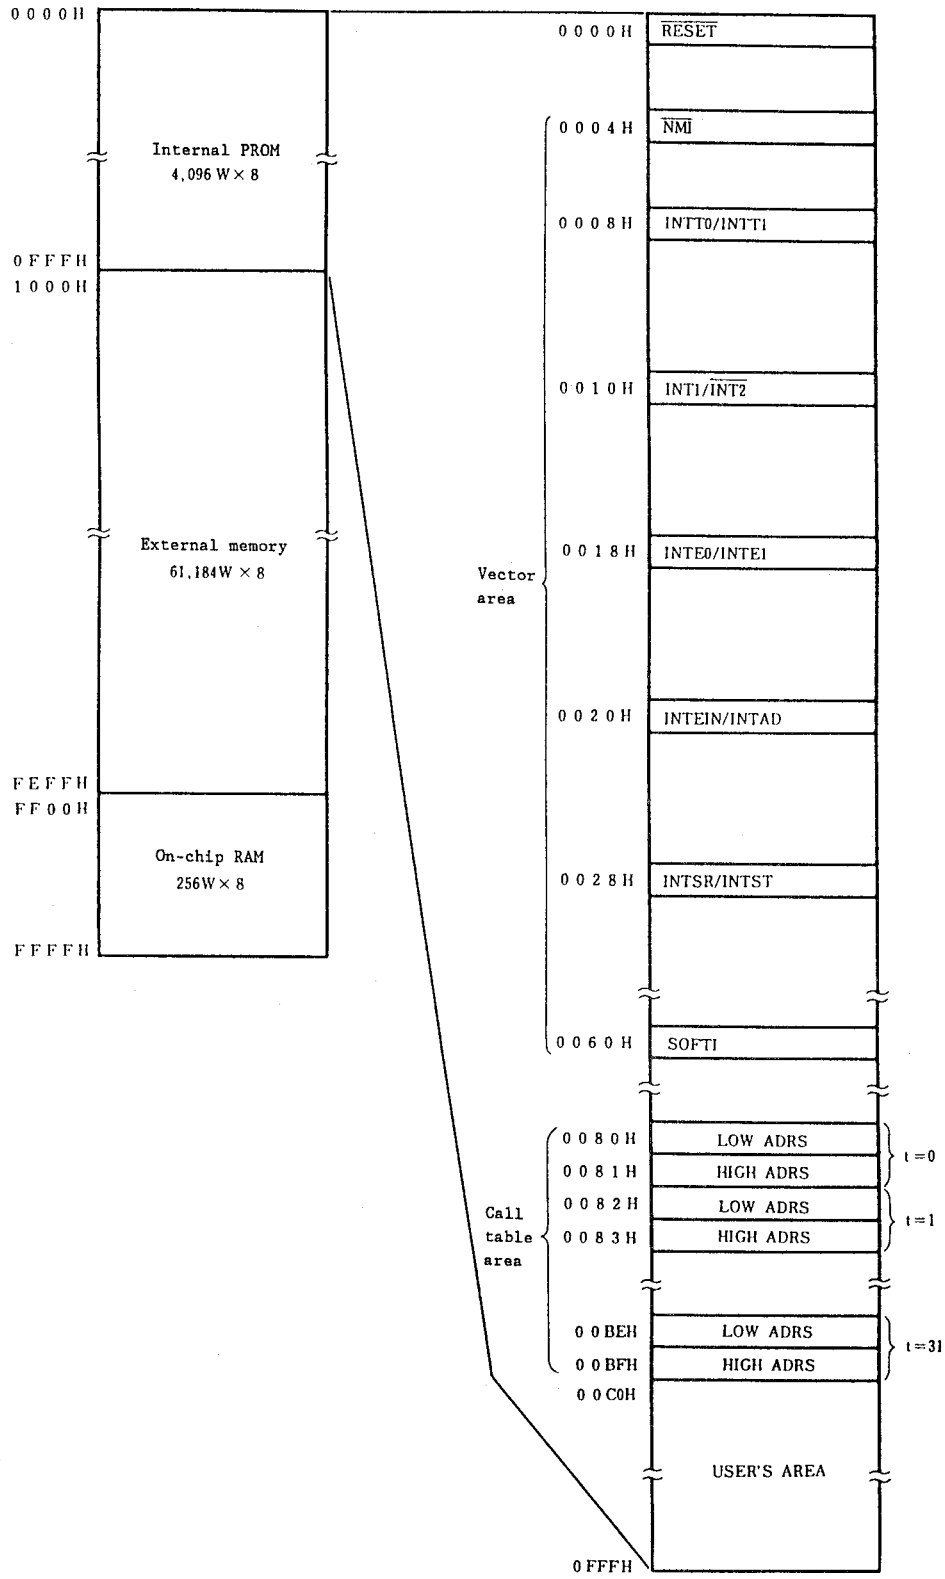 0000H
Internal PROM
4,096 W × 8
0FFFH
1000H
External memory
61,184W × 8
FEFFH
FF00H
On-chip RAM
256W × 8
FFFFH
0000H RESET
0004H NMI
0008H INTT0/INTT1
0010H INT1/INT2
0018H INTE0/INTE1
Vector
area
0020H INTEIN/INTAD
0028H INTSR/INTST
0060H SOFTI
0080H LOW ADRS
t=0
0081H HIGH ADRS
0082H LOW ADRS
t=1
0083H HIGH ADRS
Call
table
area
00BEH LOW ADRS
t=31
00BFH HIGH ADRS
00C0H
USER'S AREA
0FFFH